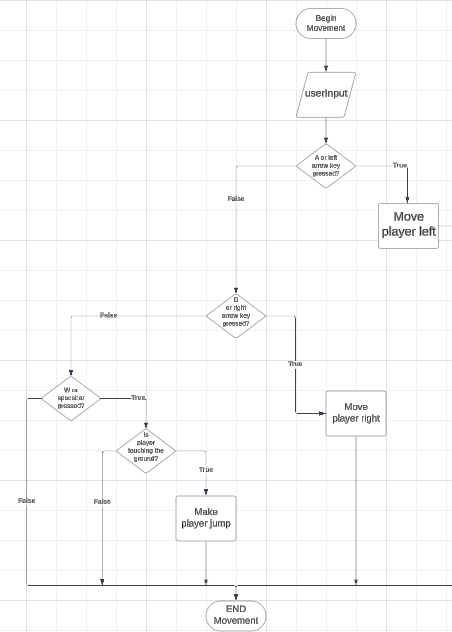 Begin
Movement
userInput
A or left
arrow key
pressed?
True
Move
player left
False
D
or right
arrow key
pressed?
False
True
W or
spacebar
pressed?
True
Move
player right
Is
player
touching the
ground?
True
False
False
Make
player jump
END
Movement